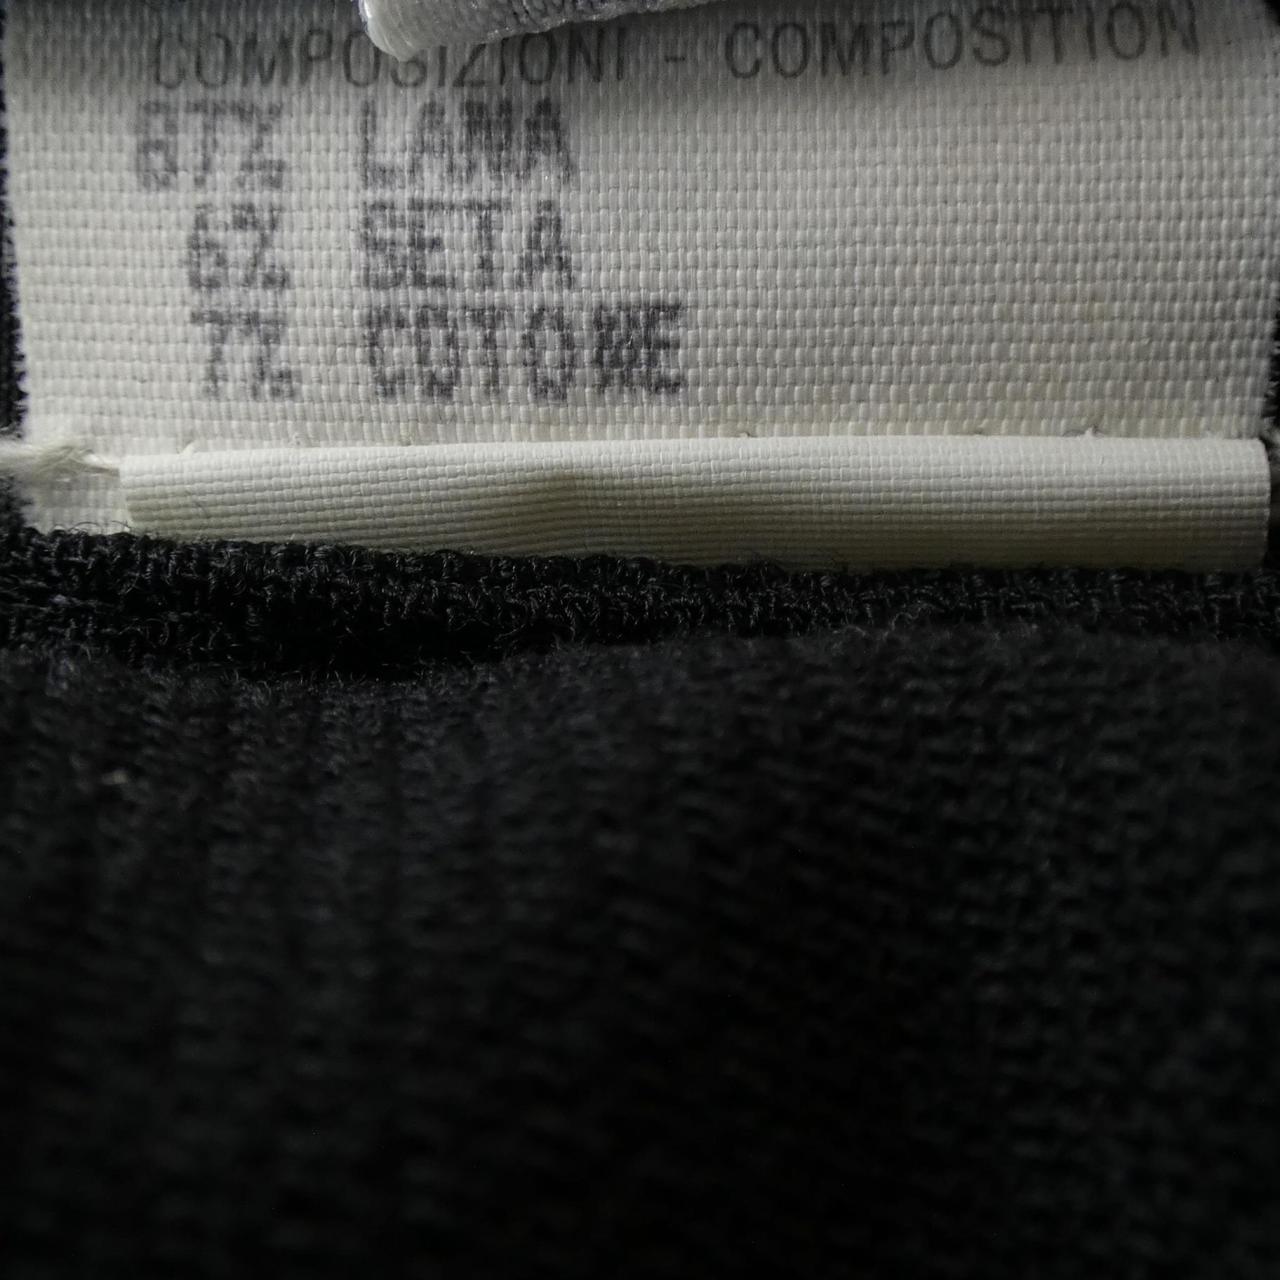 COMPOSIZIONI - COMPOSITION
87% LANA
6% SETA
7% COTONE